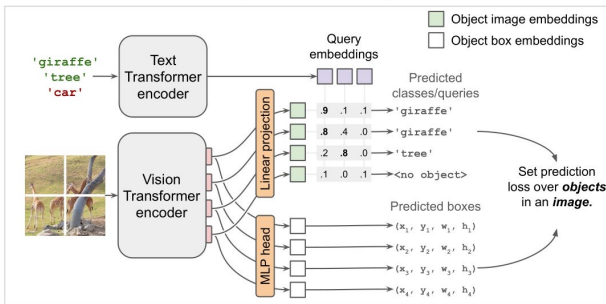 Object image embeddings
Object box embeddings
Query
embeddings
'giraffe'
'tree'
'car'
Text
Transformer
encoder
Predicted
classes/queries
.9 .1 .1 'giraffe'
.8 .4 .0 'giraffe'
.2 .8 .0 'tree'
.1 .0 .1 <no object>
Linear projection
Vision
Transformer
encoder
Set prediction
loss over objects
in an image.
Predicted boxes
MLP head
(x₁, y₁, w₁, h₁)
(x₂, y₂, w₂, h₂)
(x₃, y₃, w₃, h₃)
(x₄, y₄, w₄, h₄)